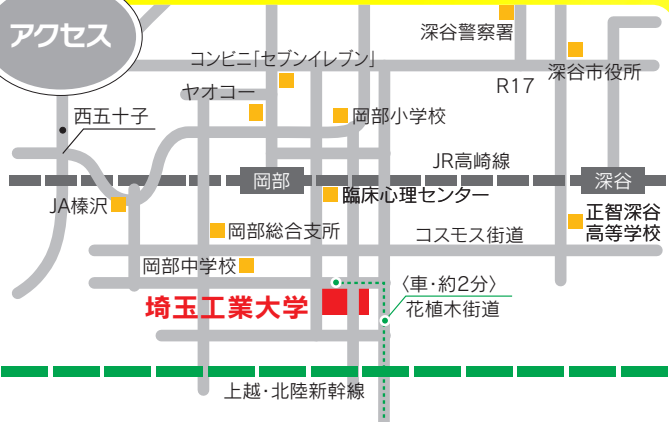 アクセス
深谷警察署
コンビニ「セブンイレブン」
深谷市役所
R17
ヤオコー
西五十子
岡部小学校
JR高崎線
岡部
深谷
臨床心理センター
JA榛沢
正智深谷
高等学校
岡部総合支所
コスモス街道
岡部中学校
〈車・約2分〉
埼玉工業大学
花植木街道
上越・北陸新幹線